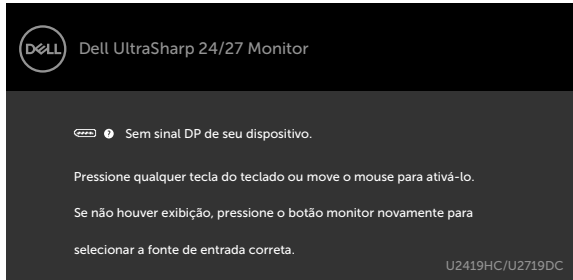 DELL Dell UltraSharp 24/27 Monitor
Sem sinal DP de seu dispositivo.
Pressione qualquer tecla do teclado ou move o mouse para ativá-lo.
Se não houver exibição, pressione o botão monitor novamente para
selecionar a fonte de entrada correta.
U2419HC/U2719DC